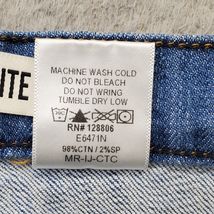 ITE
MACHINE WASH COLD
DO NOT BLEACH
DO NOT WRING
TUMBLE DRY LOW
RN# 128806
E6471N
98%CTN / 2%SP
MR-IJ-CTC